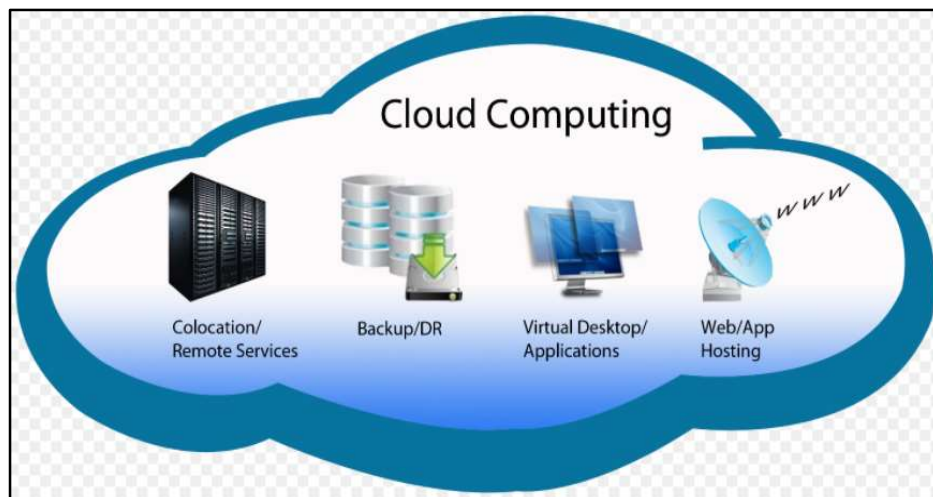 Cloud Computing
www
Colocation/
Remote Services
Backup/DR
Virtual Desktop/
Applications
Web/App
Hosting